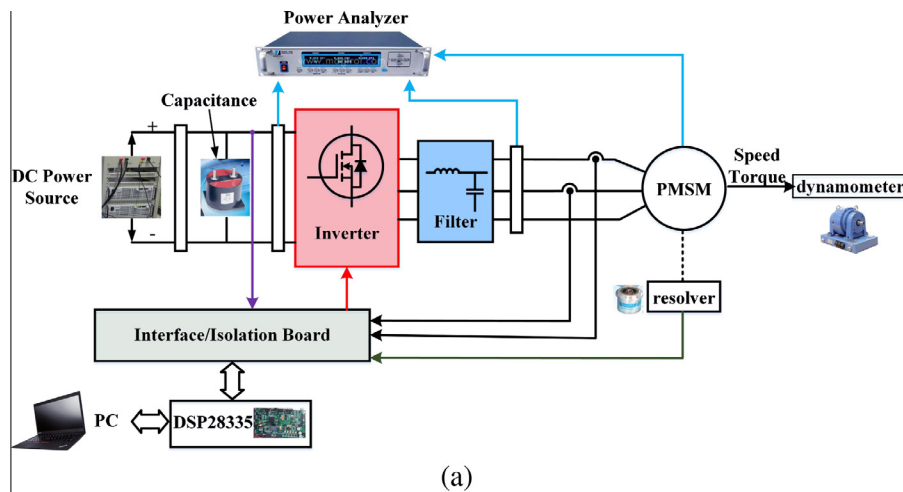 Power Analyzer
Capacitance
+
DC Power
Source
-
Inverter
Filter
PMSM
Speed
Torque
dynamometer
resolver
Interface/Isolation Board
PC
DSP28335
(a)